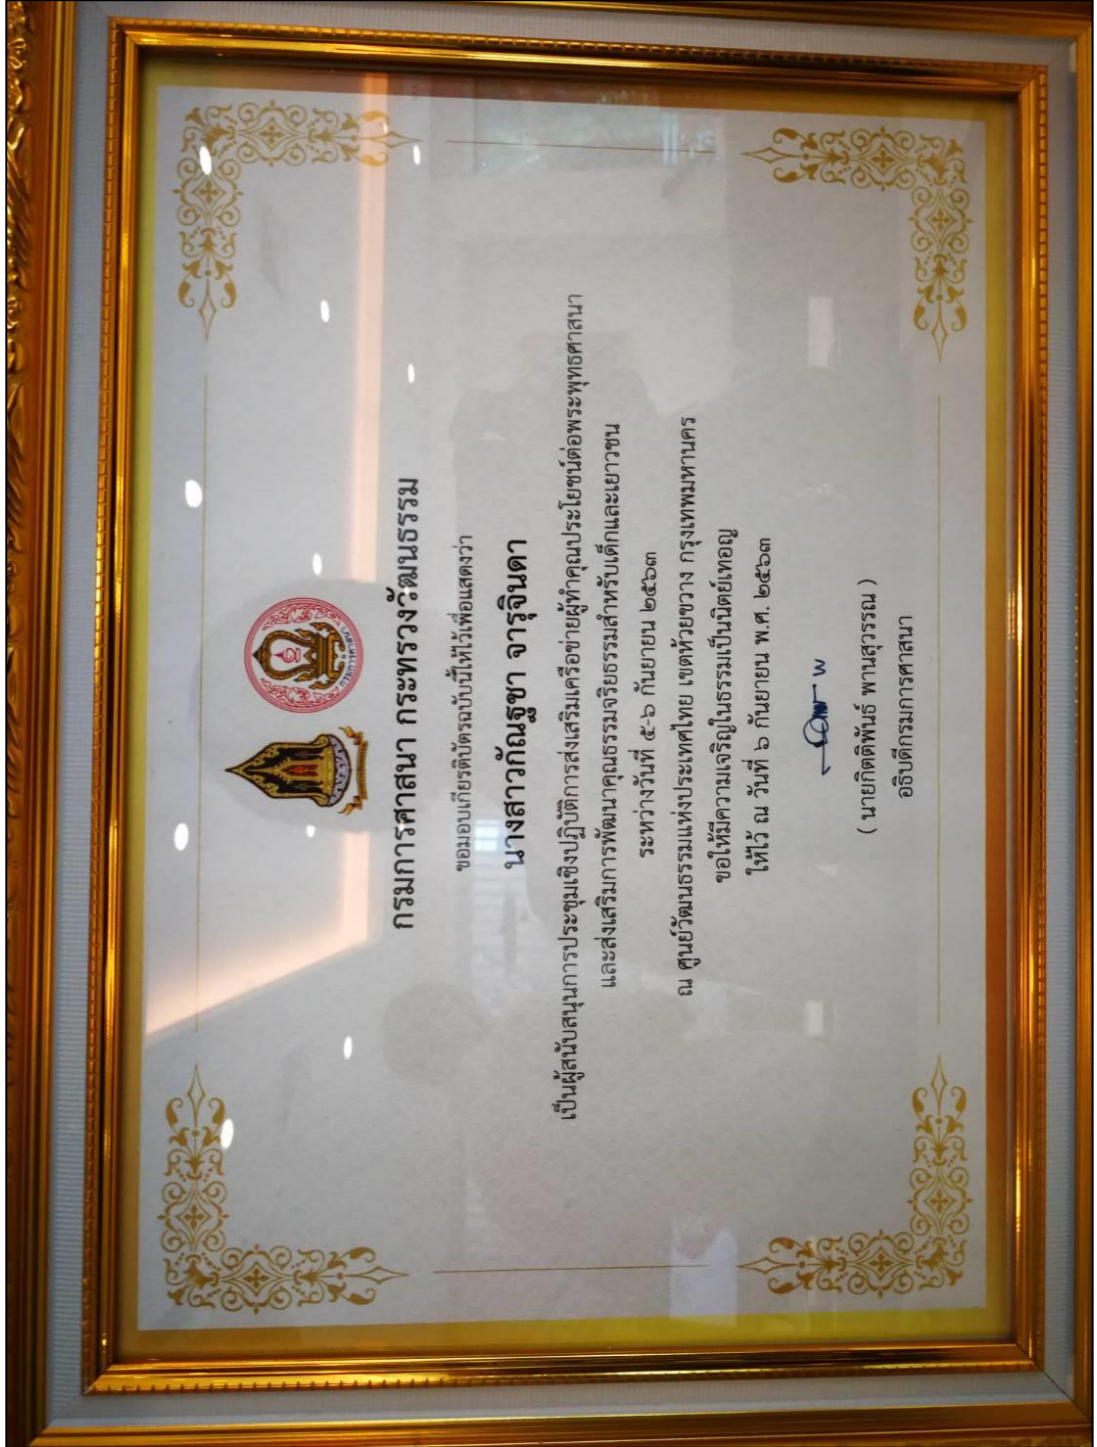 กรมการศาสนา กระทรวงวัฒนธรรม
ขอมอบเกียรติบัตรฉบับนี้ให้ไว้เพื่อแสดงว่า
นางสาวกัณฐชา จารุจินดา
เป็นผู้สนับสนุนการประชุมเชิงปฏิบัติการส่งเสริมเครือข่ายผู้ทำคุณประโยชน์ต่อพระพุทธศาสนา
และส่งเสริมการพัฒนาคุณธรรมจริยธรรมสำหรับเด็กและเยาวชน
ระหว่างวันที่ ๕-๖ กันยายน ๒๕๖๓
ณ ศูนย์วัฒนธรรมแห่งประเทศไทย เขตห้วยขวาง กรุงเทพมหานคร
ขอให้มีความเจริญในธรรมเป็นนิตย์เทอญ
ให้ไว้ ณ วันที่ ๖ กันยายน พ.ศ. ๒๕๖๓
( นายกิตติพันธ์ พานสุวรรณ )
อธิบดีกรมการศาสนา